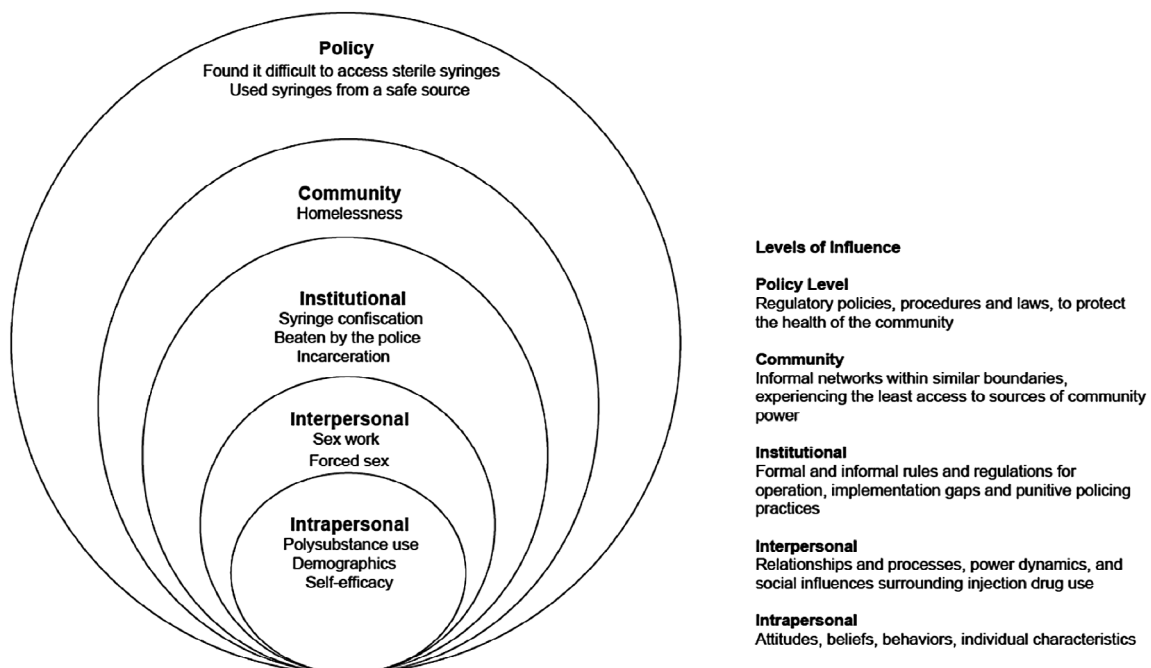 Policy
Found it difficult to access sterile syringes
Used syringes from a safe source
Community
Homelessness
Institutional
Syringe confiscation
Beaten by the police
Incarceration
Interpersonal
Sex work
Forced sex
Intrapersonal
Polysubstance use
Demographics
Self-efficacy
Levels of Influence
Policy Level
Regulatory policies, procedures and laws, to protect
the health of the community
Community
Informal networks within similar boundaries,
experiencing the least access to sources of community
power
Institutional
Formal and informal rules and regulations for
operation, implementation gaps and punitive policing
practices
Interpersonal
Relationships and processes, power dynamics, and
social influences surrounding injection drug use
Intrapersonal
Attitudes, beliefs, behaviors, individual characteristics